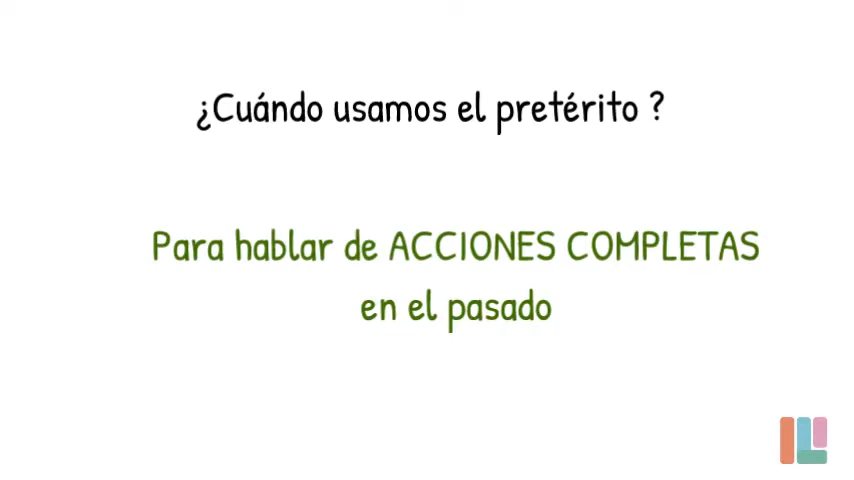 ¿Cuándo usamos el pretérito ?
Para hablar de ACCIONES COMPLETAS
en el pasado